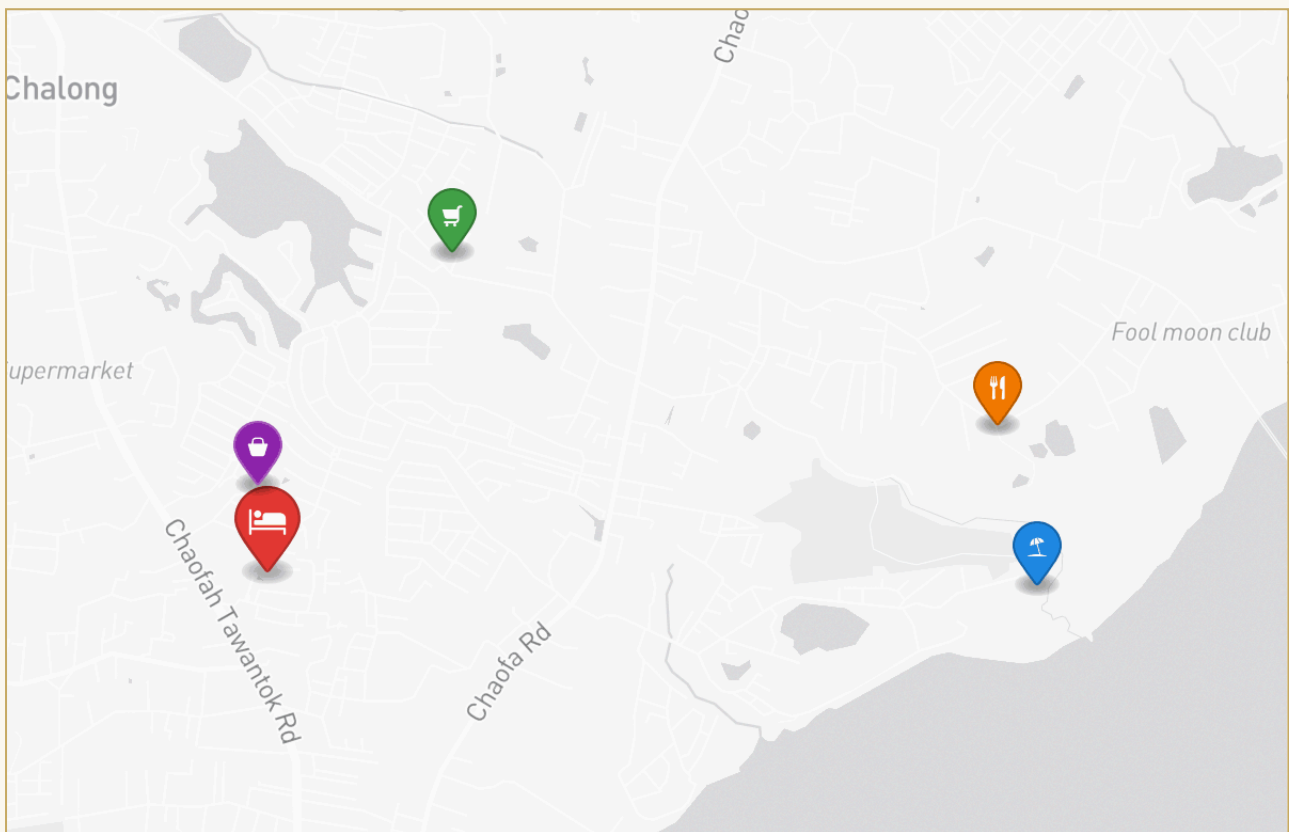 Chao
Chalong
Fool moon club
upermarket
Chaofah Tawantok Rd
Chaofa Rd